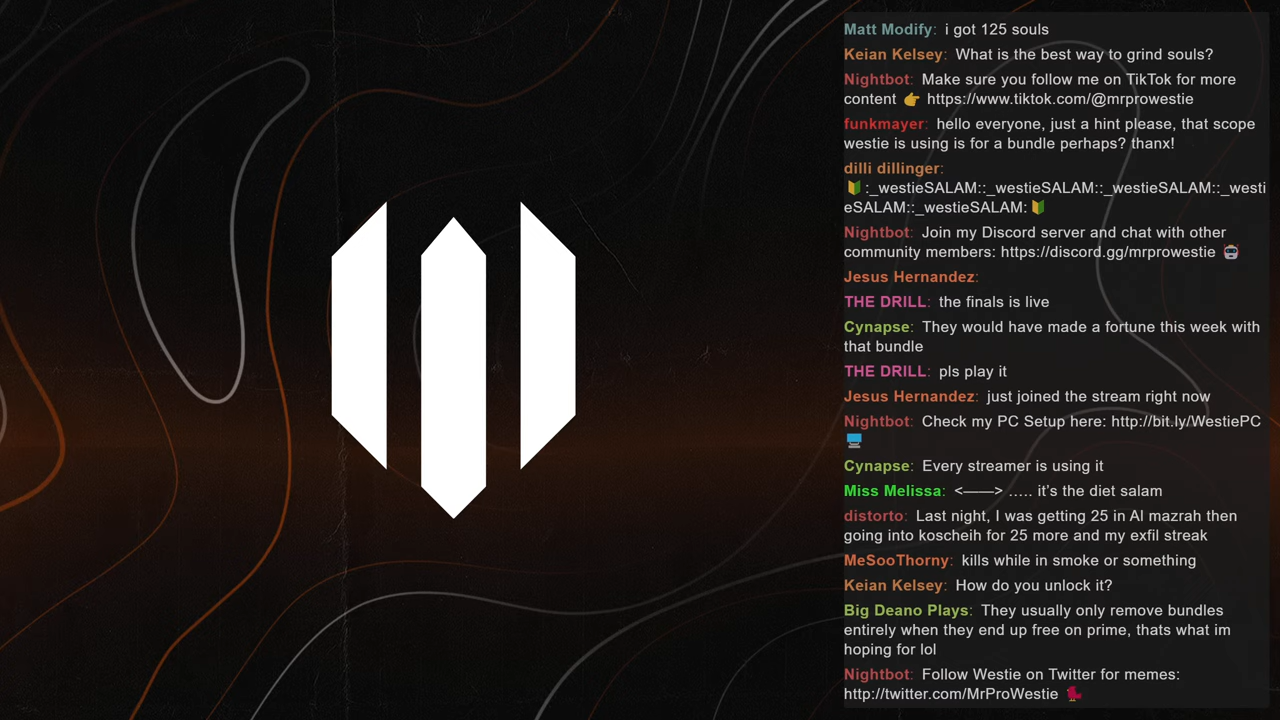 Matt Modify: i got 125 souls
Keian Kelsey: What is the best way to grind souls?
Nightbot: Make sure you follow me on TikTok for more
content 👉 https://www.tiktok.com/@mrprowestie
funkmayer: hello everyone, just a hint please, that scope
westie is using is for a bundle perhaps? thanx!
dilli dillinger:
🔰:_westieSALAM::_westieSALAM::_westieSALAM::_westi
eSALAM::_westieSALAM:🔰
Nightbot: Join my Discord server and chat with other
community members: https://discord.gg/mrprowestie 🤖
Jesus Hernandez:
THE DRILL: the finals is live
Cynapse: They would have made a fortune this week with
that bundle
THE DRILL: pls play it
Jesus Hernandez: just joined the stream right now
Nightbot: Check my PC Setup here: http://bit.ly/WestiePC
🖥️
Cynapse: Every streamer is using it
Miss Melissa: <——> ….. it’s the diet salam
distorto: Last night, I was getting 25 in Al mazrah then
going into koscheih for 25 more and my exfil streak
MeSooThorny: kills while in smoke or something
Keian Kelsey: How do you unlock it?
Big Deano Plays: They usually only remove bundles
entirely when they end up free on prime, thats what im
hoping for lol
Nightbot: Follow Westie on Twitter for memes:
http://twitter.com/MrProWestie 🐦